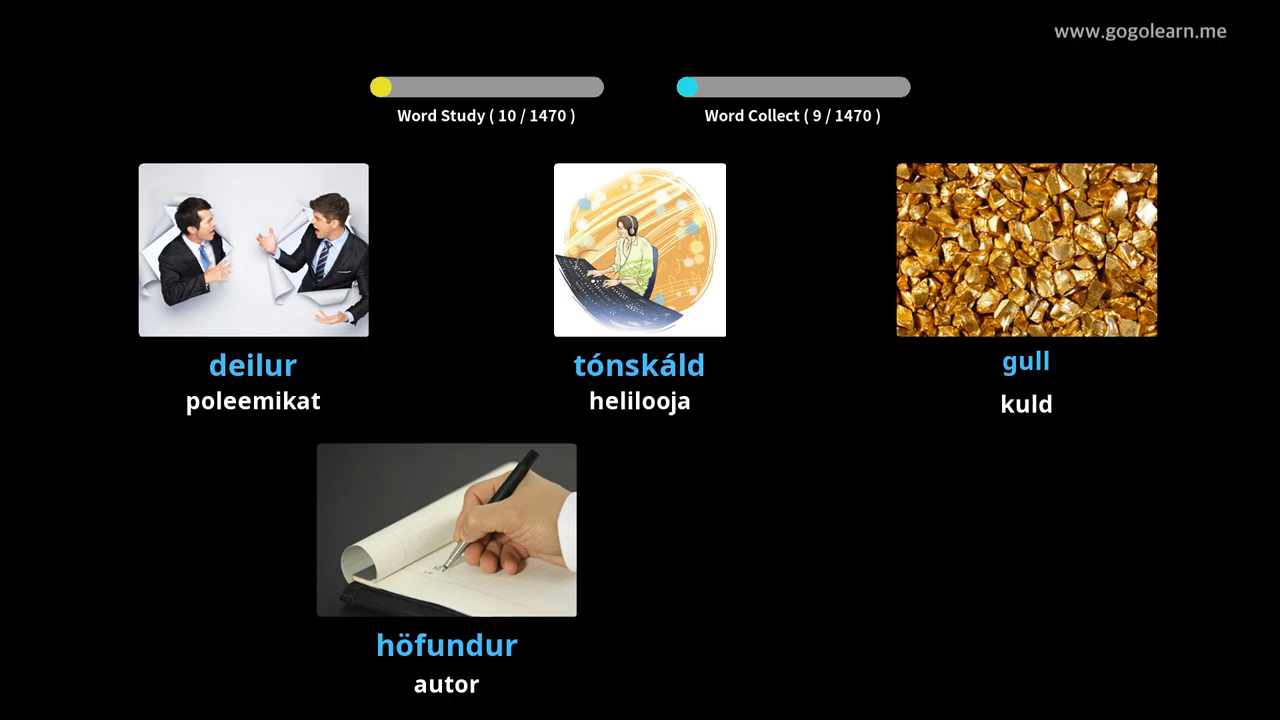 www.gogolearn.me
Word Study ( 10 / 1470 )
Word Collect ( 9 / 1470 )
deilur
poleemikat
tónskáld
helilooja
gull
kuld
höfundur
autor